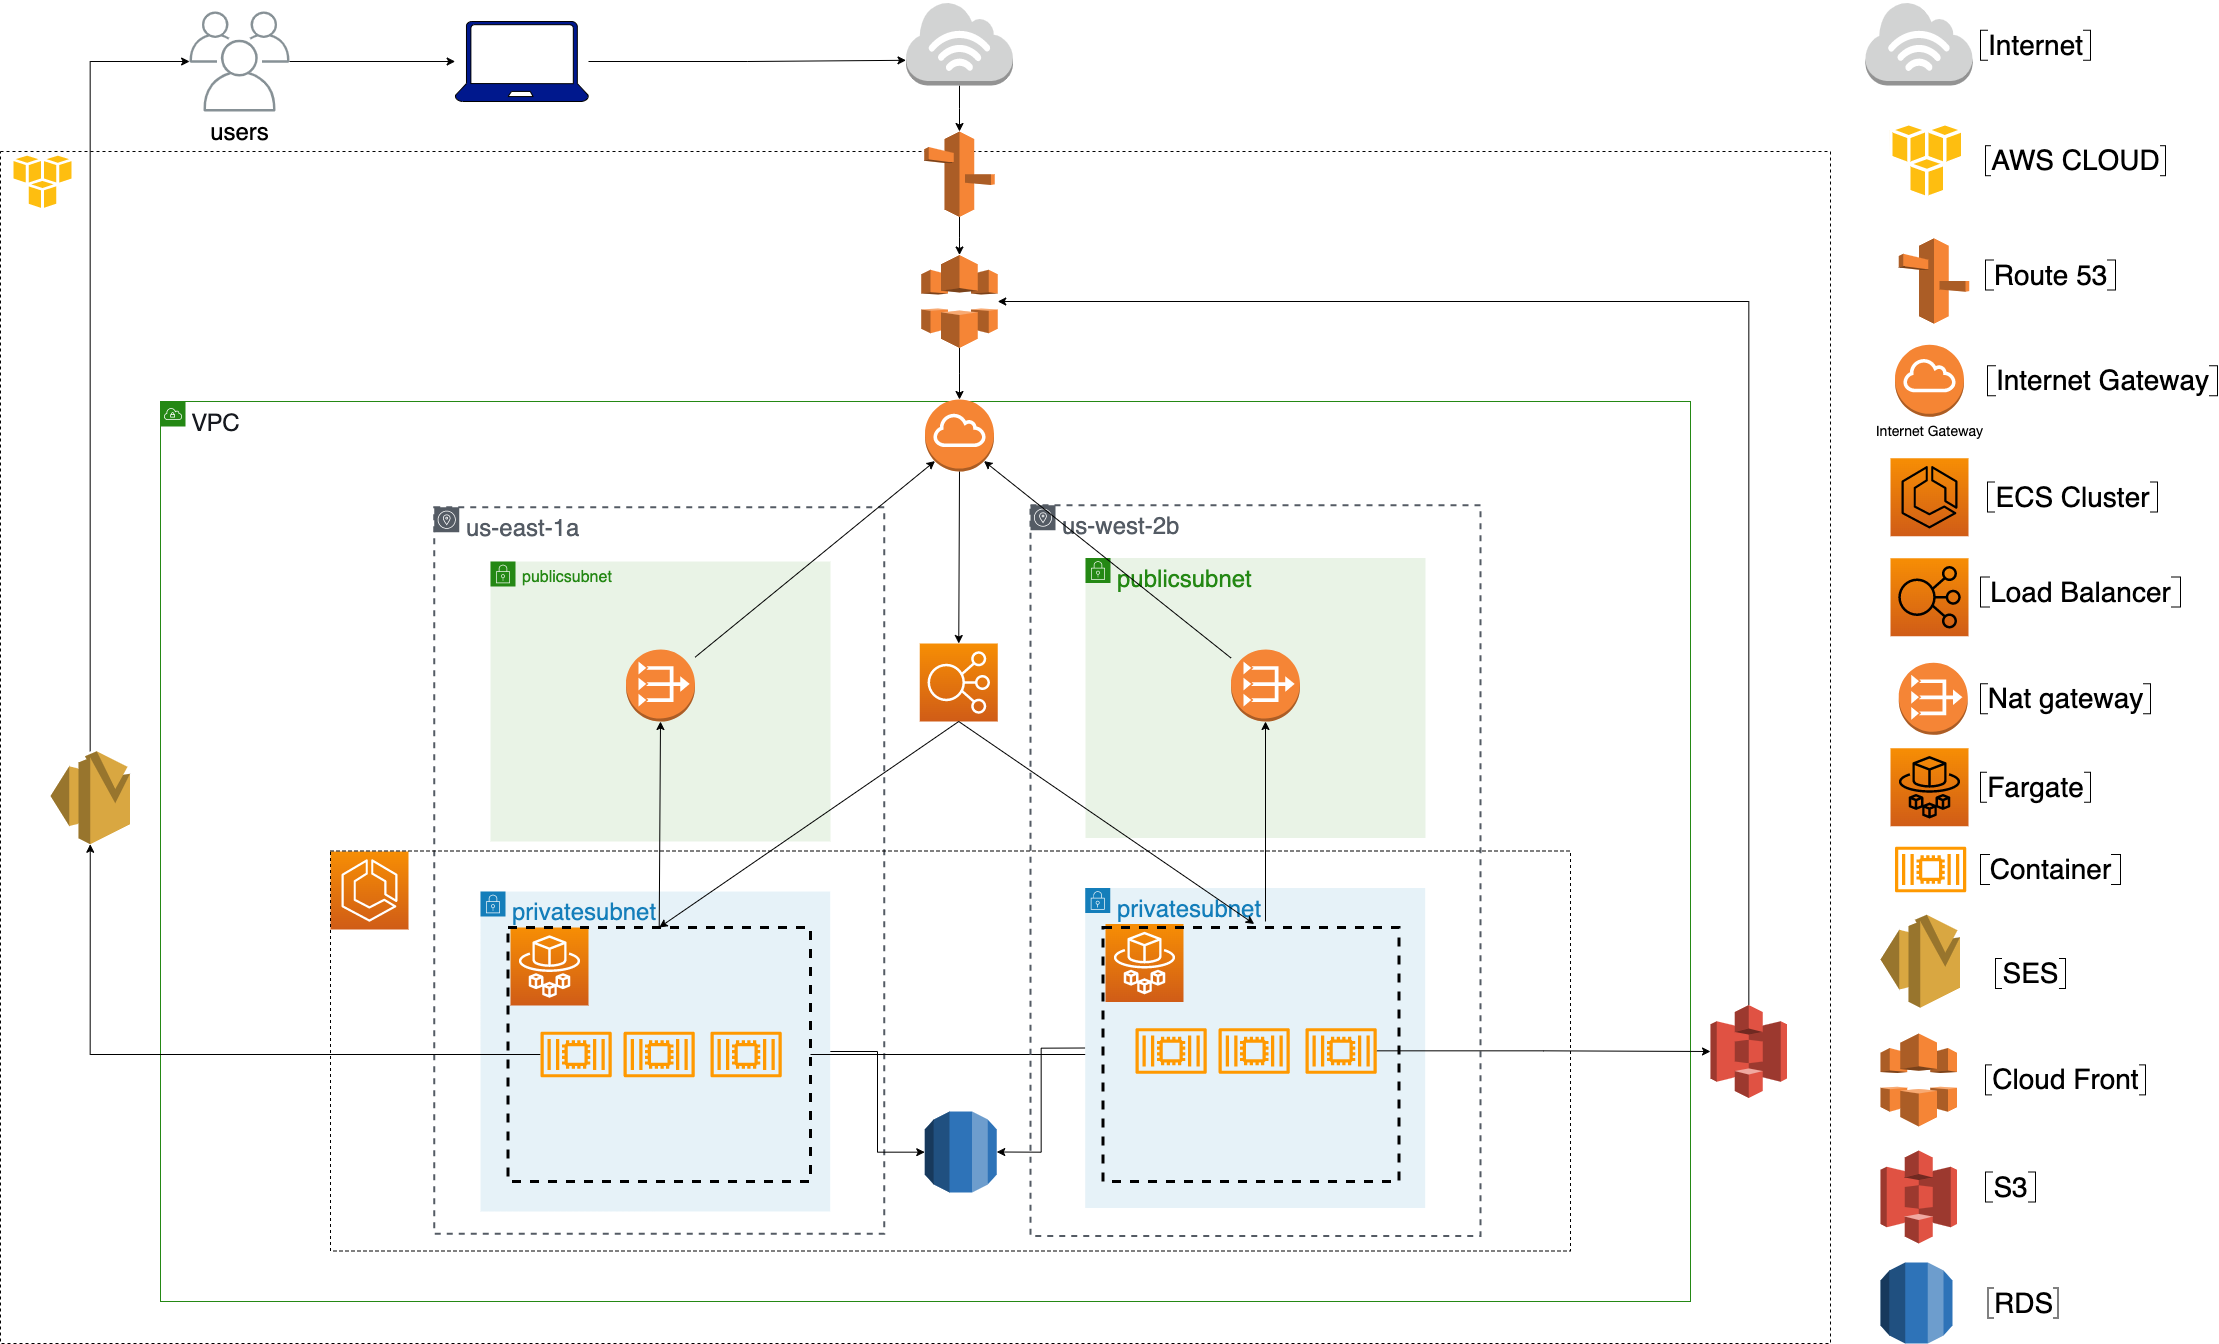 users
VPC
us-east-1a
us-west-2b
publicsubnet
publicsubnet
privatesubnet
privatesubnet
[Internet]
[AWS CLOUD]
[Route 53]
[Internet Gateway]
Internet Gateway
[ECS Cluster]
[Load Balancer]
[Nat gateway]
[Fargate]
[Container]
[SES]
[Cloud Front]
[S3]
[RDS]